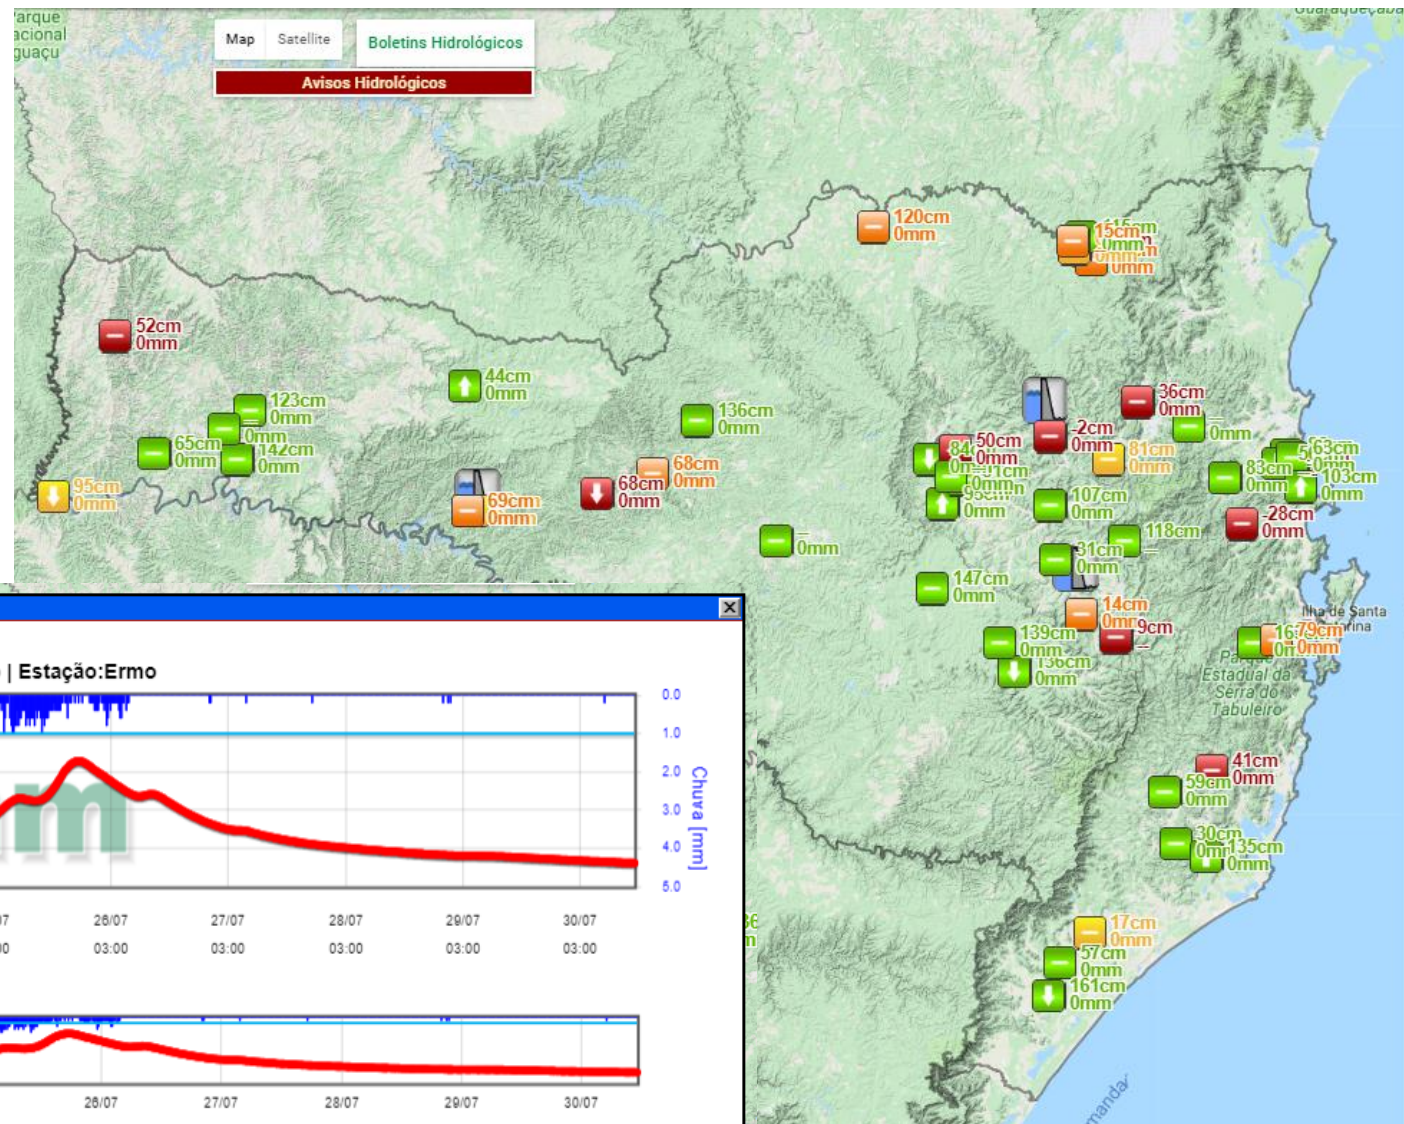 arque
acional
guaçu
Guaraqueçaba
Map
Satellite
Boletins Hidrológicos
Avisos Hidrológicos
120cm
0mm
15cm
0mm
0mm
52cm
0mm
44cm
0mm
123cm
0mm
0mm
65cm
0mm
142cm
0mm
95cm
0mm
136cm
0mm
68cm
0mm
68cm
0mm
69cm
0mm
0mm
36cm
0mm
-2cm
0mm
0mm
81cm
0mm
50cm
0mm
0mm
107cm
0mm
118cm
31cm
0mm
147cm
0mm
14cm
0mm
9cm
139cm
0mm
136cm
0mm
63cm
83cm
0mm
103cm
0mm
-28cm
0mm
Ilha de Santa
79cm
0mm
Estadual da
Serra do
Tabuleiro
41cm
0mm
59cm
0mm
30cm
135cm
0mm
17cm
0mm
57cm
0mm
161cm
0mm
| Estação:Ermo
0.0
1.0
2.0
3.0
4.0
5.0
Chuva [mm]
m
26/07
27/07
28/07
29/07
30/07
03:00
03:00
03:00
03:00
03:00
26/07
27/07
28/07
29/07
30/07